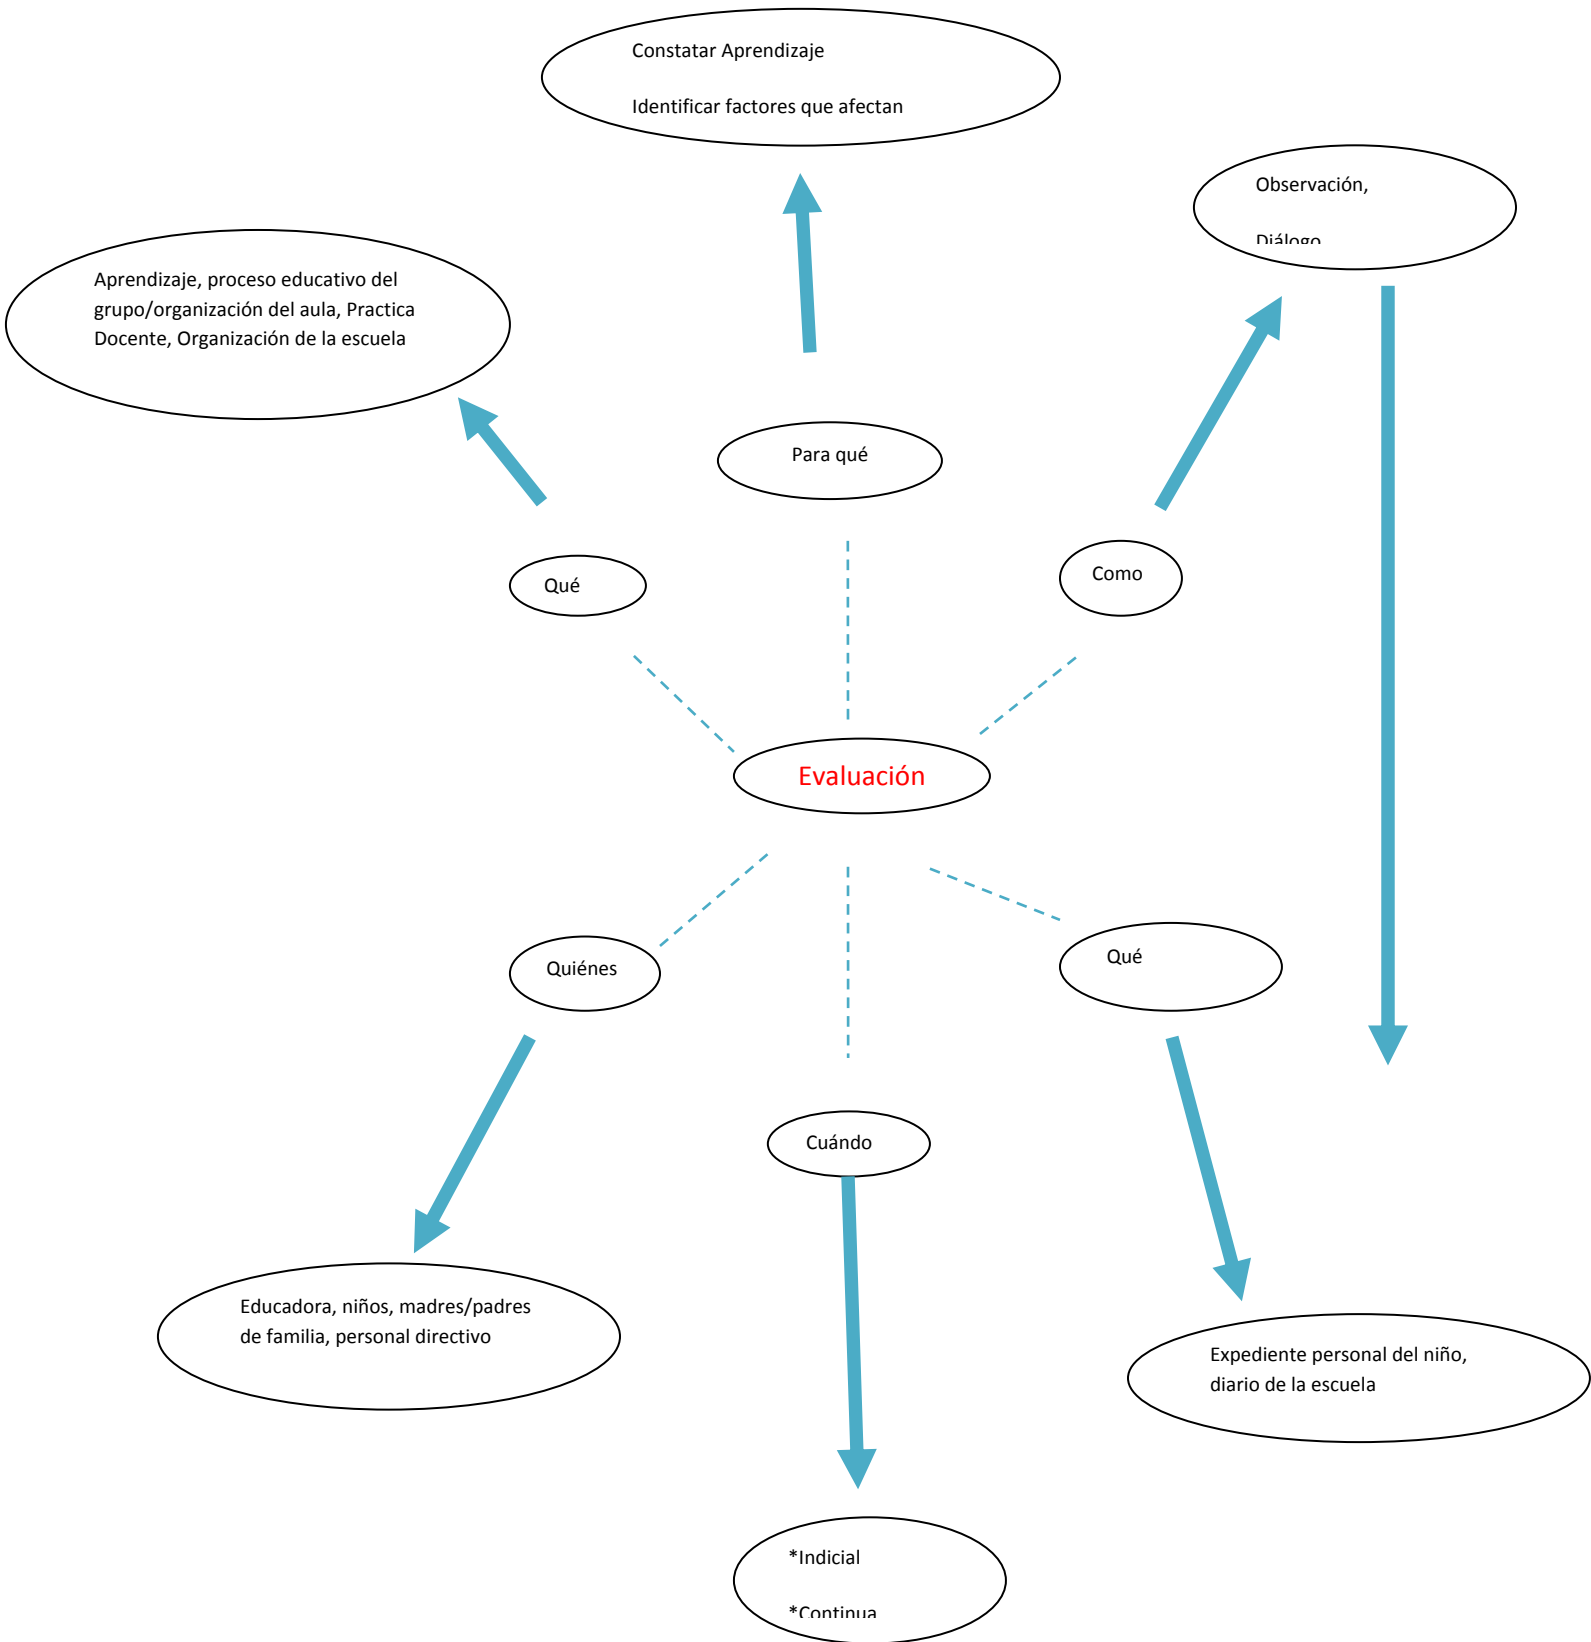 Constatar Aprendizaje
Identificar factores que afectan
Observación,
Diálogo
Aprendizaje, proceso educativo del
grupo/organización del aula, Practica
Docente, Organización de la escuela
Para qué
Qué
Como
Evaluación
Quiénes
Qué
Cuándo
Educadora, niños, madres/padres
de familia, personal directivo
Expediente personal del niño,
diario de la escuela
*Indicial
*Continua